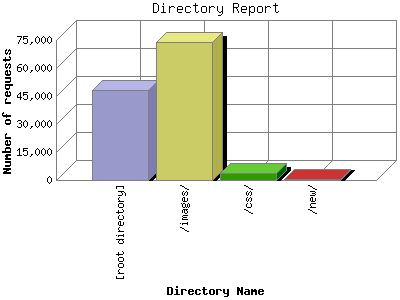 Directory Report
Number of requests
75,000
60,000
45,000
30,000
15,000
0
[root directory]
/images/
/css/
/new/
Directory Name